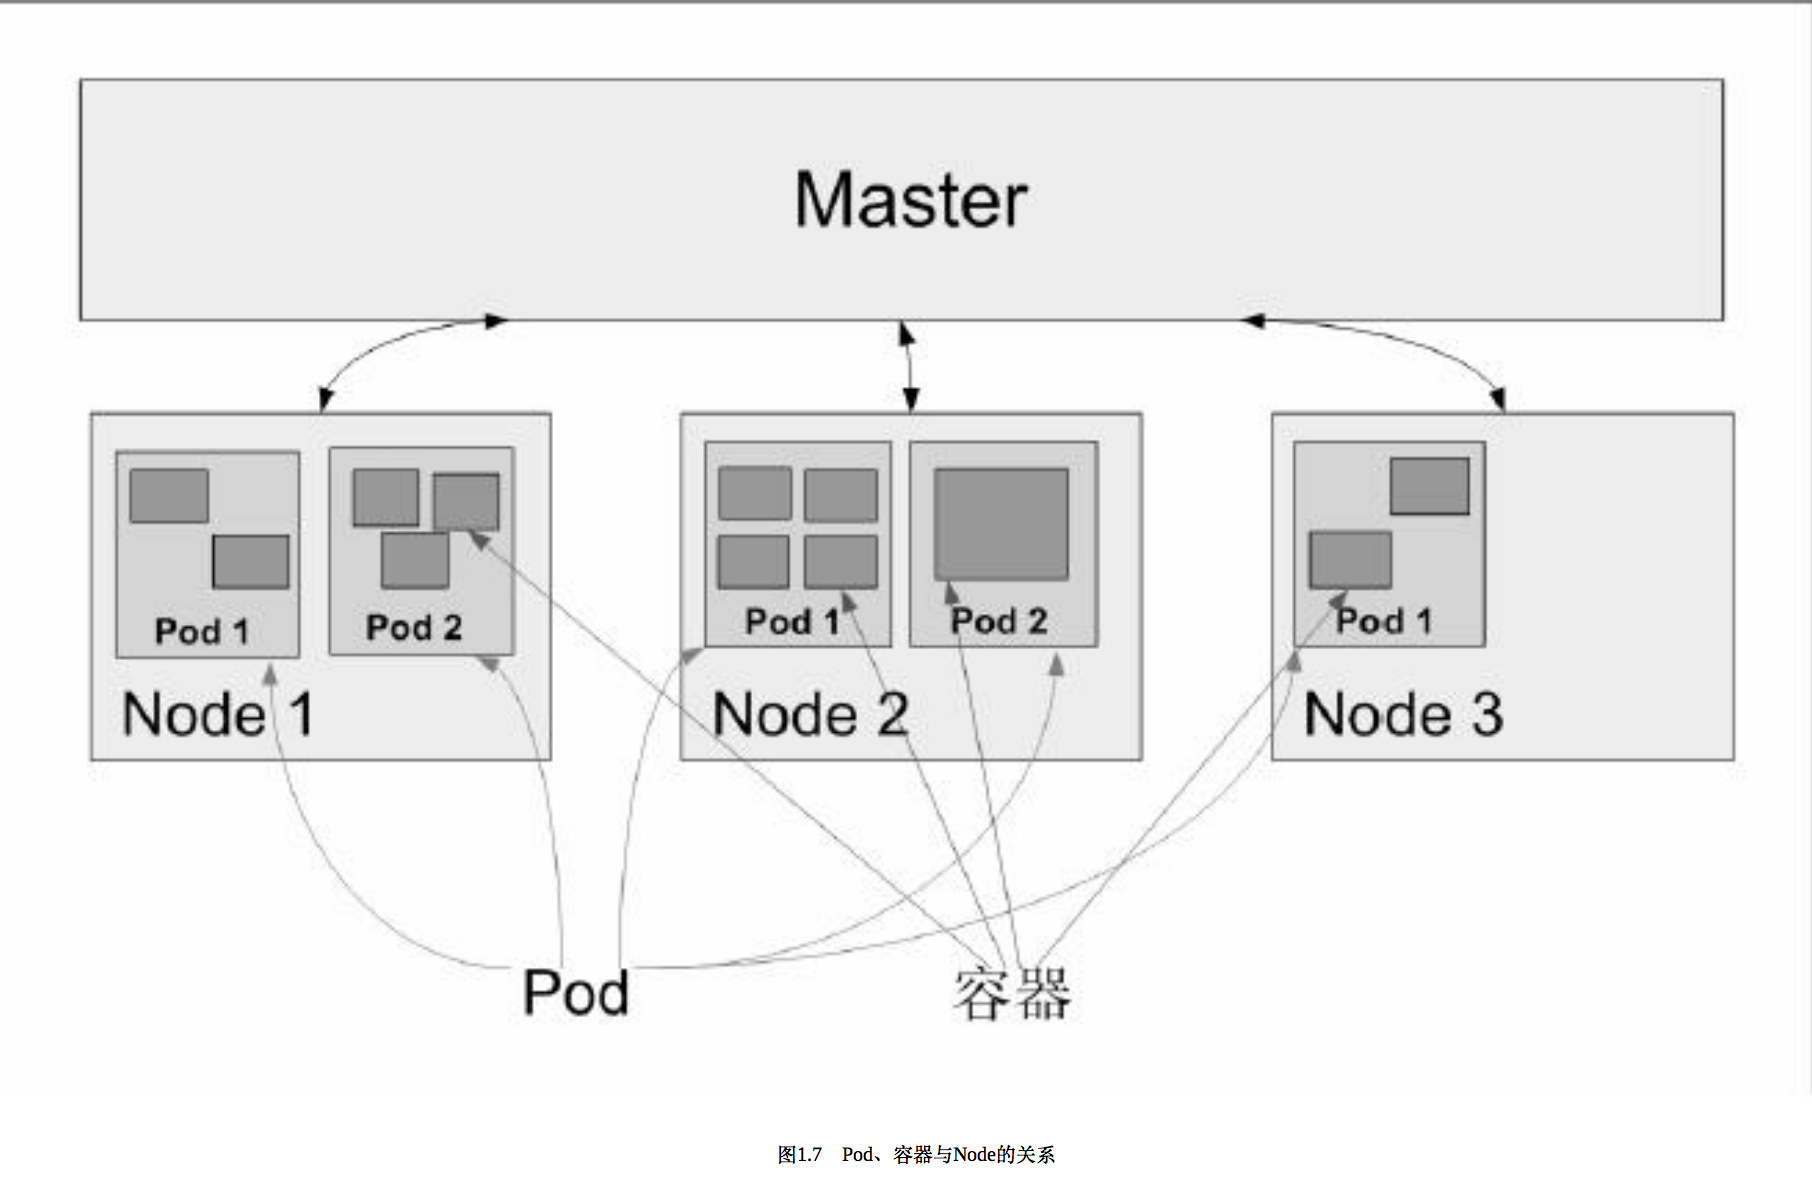 Master
Pod 1
Pod 2
Node 1
Pod 1
Pod 2
Node 2
Pod 1
Node 3
Pod
容器
图1.7 Pod、容器与Node的关系